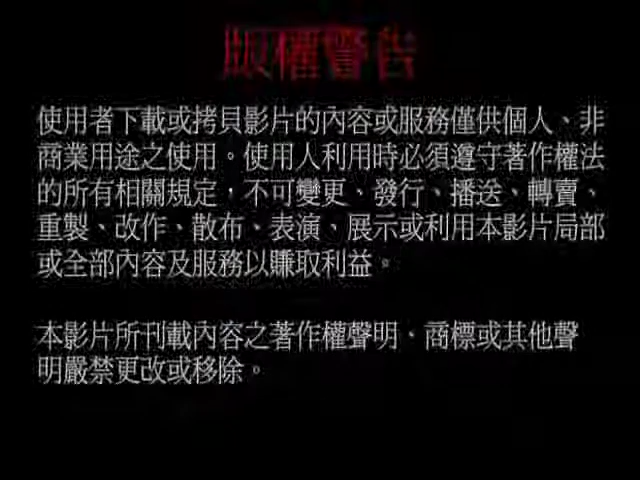 版權警告
使用者下載或拷貝影片的內容或服務僅供個人、非
商業用途之使用。使用人利用時必須遵守著作權法
的所有相關規定，不可變更、發行、播送、轉賣、
重製、改作、散布、表演、展示或利用本影片局部
或全部內容及服務以賺取利益。
本影片所刊載內容之著作權聲明、商標或其他聲
明嚴禁更改或移除。